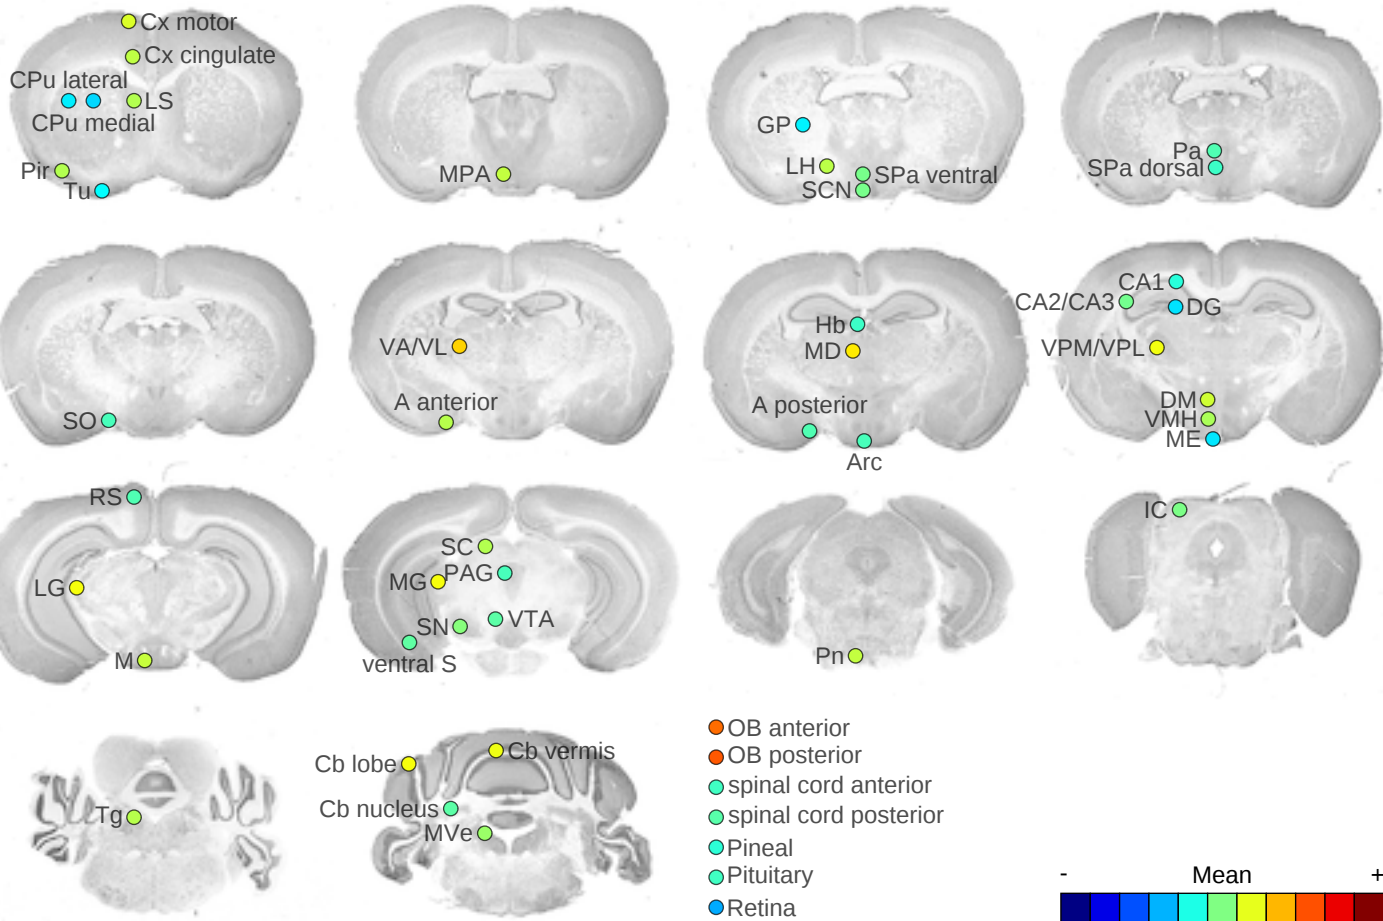 Cx motor
Cx cingulate
CPu lateral
LS
CPu medial
Pir
Tu
MPA
GP
LH
SPa ventral
SCN
Pa
SPa dorsal
SO
VA/VL
A anterior
Hb
MD
A posterior
Arc
CA1
CA2/CA3
DG
VPM/VPL
DM
VMH
ME
RS
LG
M
SC
PAG
MG
VTA
SN
ventral S
Pn
IC
Tg
Cb lobe
Cb vermis
Cb nucleus
MVe
OB anterior
OB posterior
spinal cord anterior
spinal cord posterior
Pineal
Pituitary
Retina
- Mean +